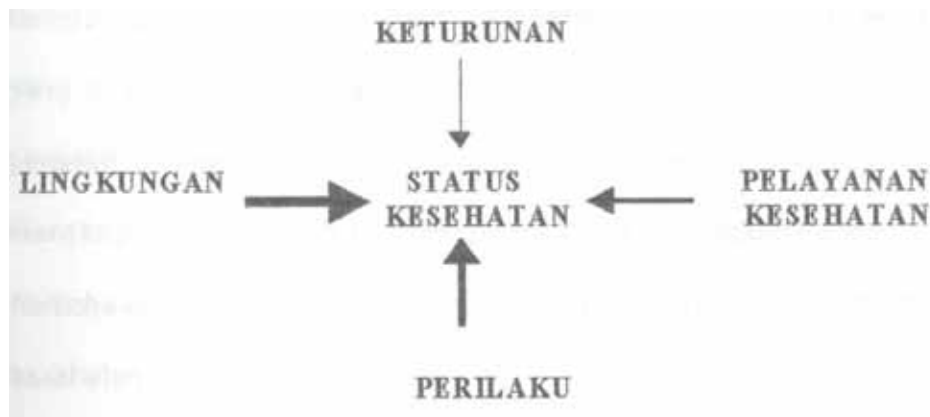 KETURUNAN
LINGKUNGAN
STATUS
KESEHATAN
PELAYANAN
KESEHATAN
PERILAKU